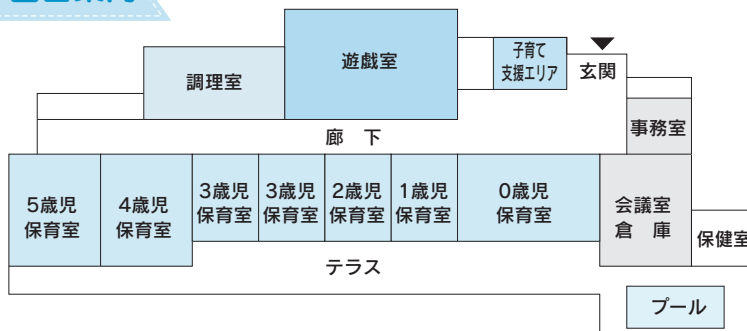 調理室
遊戯室
子育て
支援エリア
玄関
事務室
廊 下
5歳児
保育室
4歳児
保育室
3歳児
保育室
3歳児
保育室
2歳児
保育室
1歳児
保育室
0歳児
保育室
会議室
倉 庫
保健室
テラス
プール